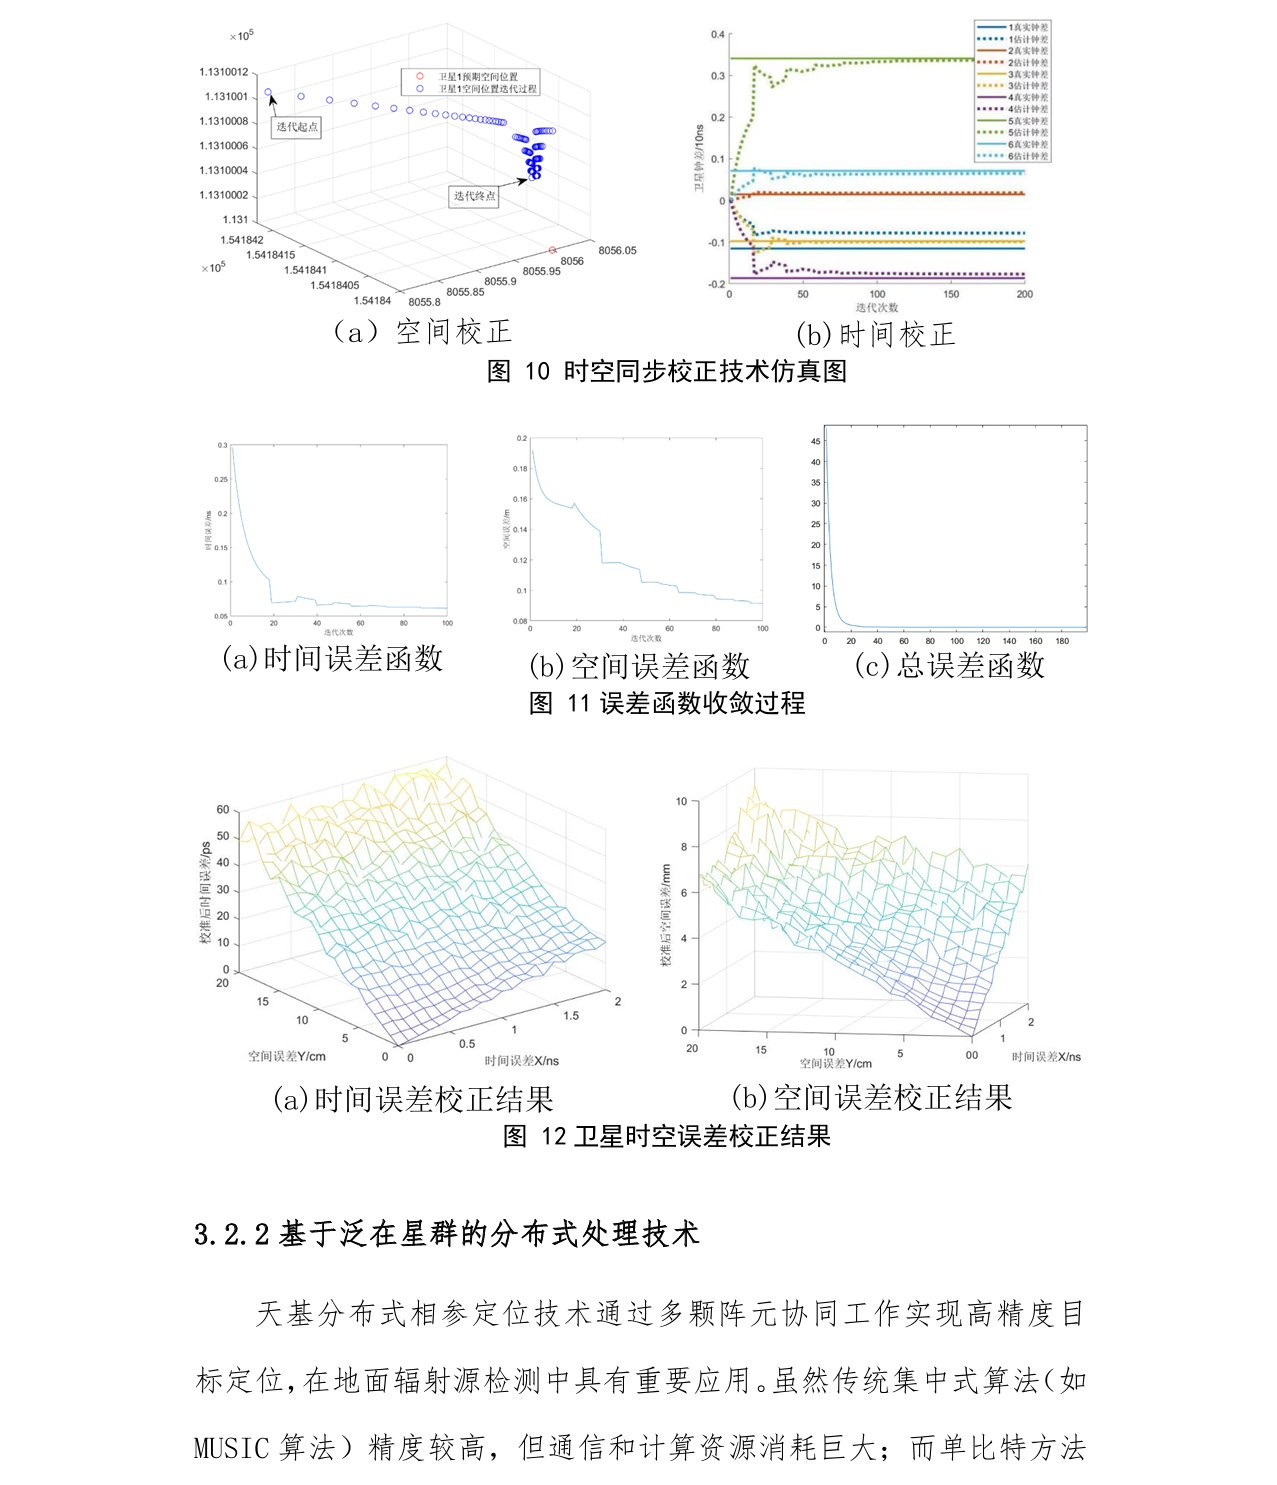 ×10⁵
1.1310012
1.131001
1.1310008
1.1310006
1.1310004
1.1310002
1.131
卫星1预期空间位置
卫星1空间位置迭代过程
迭代起点
迭代终点
1.541842
1.5418415
1.541841
1.5418405
1.54184
×10⁵
8055.8
8055.85
8055.9
8055.95
8056
8056.05
(a) 空间校正
0.4
0.3
0.2
0.1
0
-0.1
-0.2
卫星钟差/10ns
1真实钟差
1估计钟差
2真实钟差
2估计钟差
3真实钟差
3估计钟差
4真实钟差
4估计钟差
5真实钟差
5估计钟差
6真实钟差
6估计钟差
0 50 100 150 200
迭代次数
(b)时间校正
图 10 时空同步校正技术仿真图
0.3
0.25
0.2
0.15
0.1
0.05
时间误差/ns
0 20 40 60 80 100
迭代次数
(a)时间误差函数
0.2
0.18
0.16
0.14
0.12
0.1
0.08
空间误差/m
0 20 40 60 80 100
迭代次数
(b)空间误差函数
45
40
35
30
25
20
15
10
5
0
0 20 40 60 80 100 120 140 160 180
(c)总误差函数
图 11误差函数收敛过程
60
50
40
30
20
10
0
校准后时间误差/ps
20
15
10
5
0
空间误差Y/cm
0
0.5
1
1.5
2
时间误差X/ns
(a)时间误差校正结果
10
8
6
4
2
0
校准后空间误差/mm
20
15
10
5
00
空间误差Y/cm
1
2
时间误差X/ns
(b)空间误差校正结果
图 12卫星时空误差校正结果
3.2.2基于泛在星群的分布式处理技术
天基分布式相参定位技术通过多颗阵元协同工作实现高精度目
标定位,在地面辐射源检测中具有重要应用。虽然传统集中式算法(如
MUSIC 算法）精度较高，但通信和计算资源消耗巨大；而单比特方法